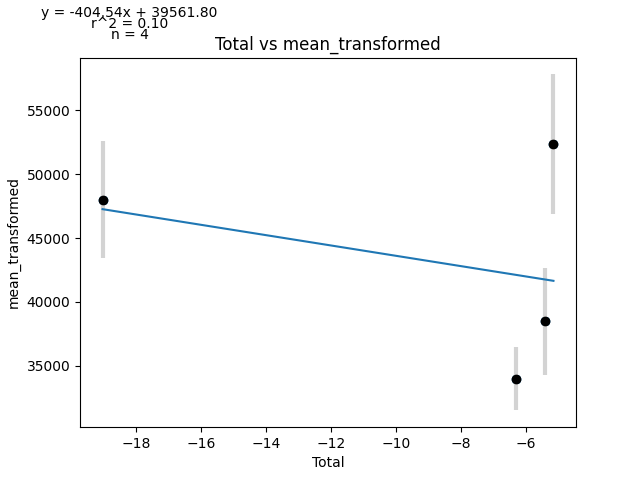 y = -404.54x + 39561.80
r^2 = 0.10
n = 4
Total vs mean_transformed
55000
50000
45000
40000
35000
mean_transformed
−18
−16
−14
−12
−10
−8
−6
Total